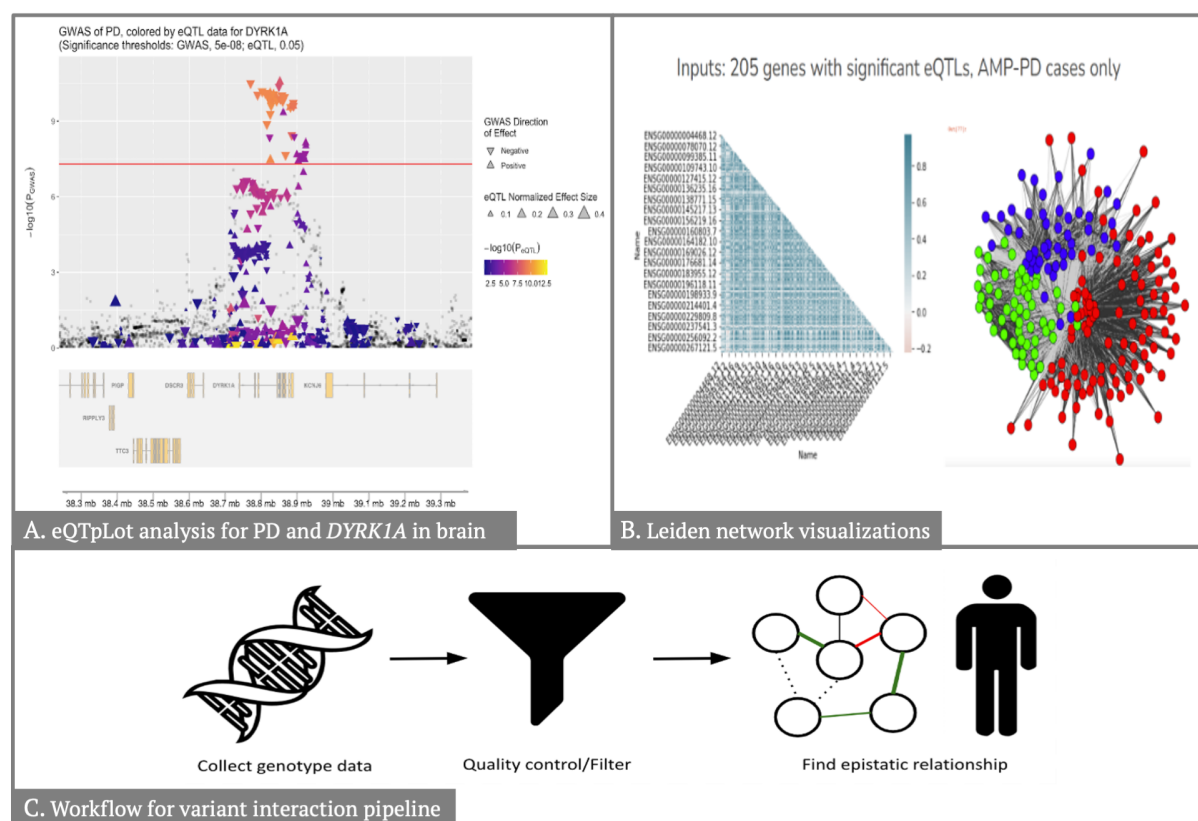 GWAS of PD, colored by eQTL data for DYRK1A
(Significance thresholds: GWAS, 5e-08; eQTL, 0.05)
9
6
3
0
−log10(PGWAS)
GWAS Direction
of Effect
Negative
Positive
eQTL Normalized Effect Size
0.1 0.2 0.3 0.4
−log10(PeQTL)
2.5 5.0 7.5 10.0 12.5
PIGP DSCR3 DYRK1A KCNJ6
RIPPLY3
TTC3
38.3 mb 38.4 mb 38.5 mb 38.6 mb 38.7 mb 38.8 mb 38.9 mb 39 mb 39.1 mb 39.2 mb 39.3 mb
A. eQTpLot analysis for PD and DYRK1A in brain
Inputs: 205 genes with significant eQTLs, AMP-PD cases only
ENSG00000004468.12
ENSG00000078070.12
ENSG00000099385.11
ENSG00000109743.10
ENSG00000127415.12
ENSG00000136235.16
ENSG00000138771.15
ENSG00000145217.13
ENSG00000156219.16
ENSG00000160803.7
ENSG00000164182.10
ENSG00000169026.12
ENSG00000176681.14
ENSG00000183955.12
ENSG00000196118.11
ENSG00000198933.9
ENSG00000214401.4
ENSG00000229809.8
ENSG00000237541.3
ENSG00000256092.2
ENSG00000267121.5
Name
Name
0.8
0.6
0.4
0.2
0.0
−0.2
B. Leiden network visualizations
Collect genotype data
Quality control/Filter
Find epistatic relationship
C. Workflow for variant interaction pipeline